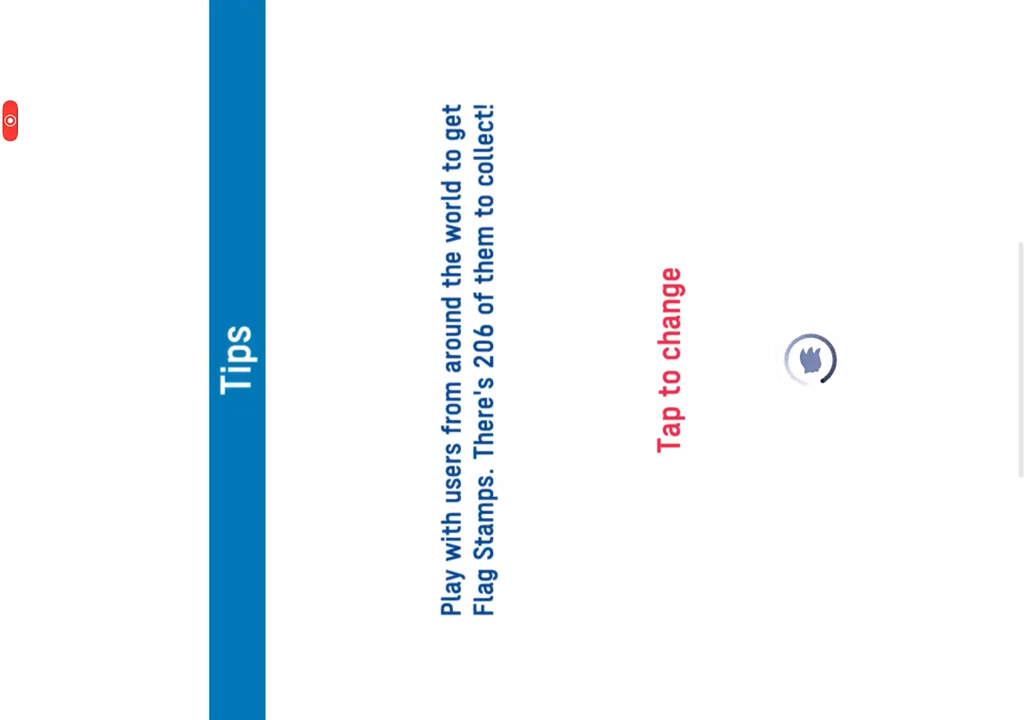 Tips
Play with users from around the world to get
Flag Stamps. There's 206 of them to collect!
Tap to change